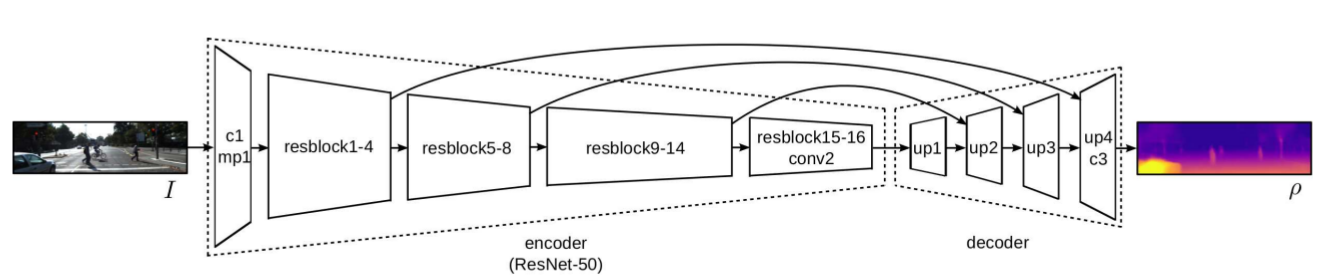 c1
mp1
resblock1-4
resblock5-8
resblock9-14
resblock15-16
conv2
up1
up2
up3
up4
c3
I
ρ
encoder
(ResNet-50)
decoder